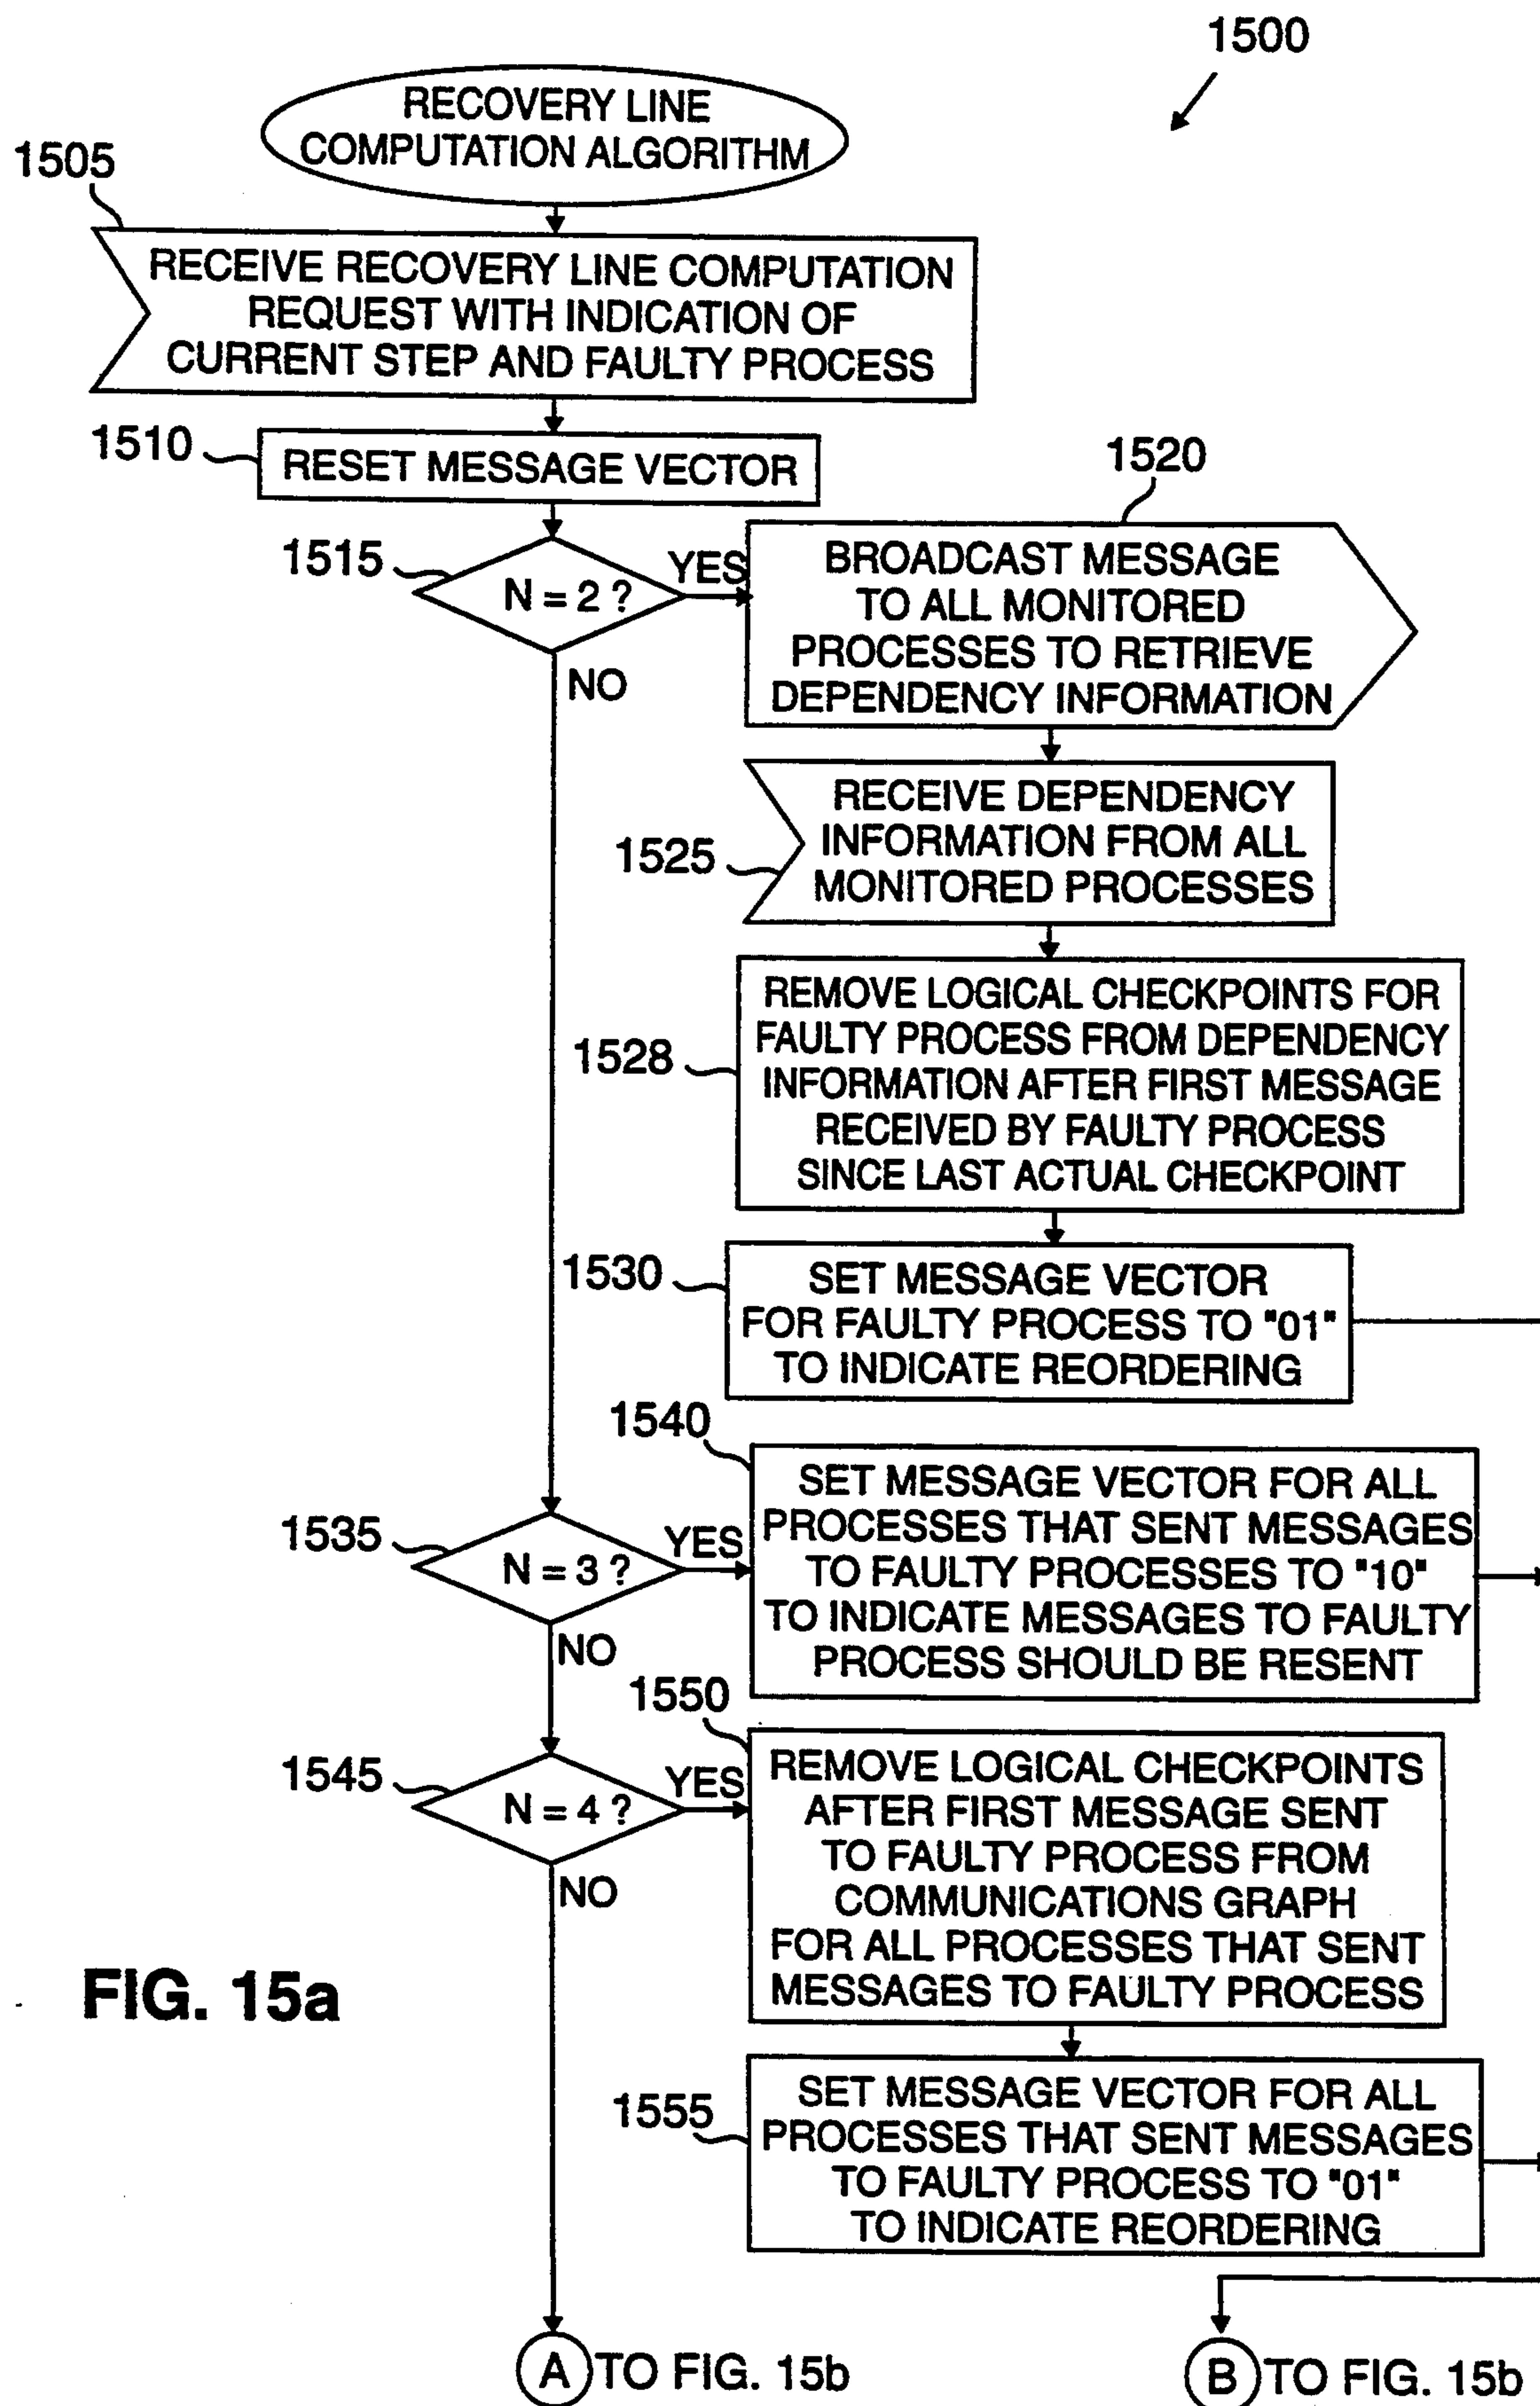 1500
RECOVERY LINE
COMPUTATION ALGORITHM
1505
RECEIVE RECOVERY LINE COMPUTATION
REQUEST WITH INDICATION OF
CURRENT STEP AND FAULTY PROCESS
1510
RESET MESSAGE VECTOR
1515
N = 2 ?
YES
NO
1520
BROADCAST MESSAGE
TO ALL MONITORED
PROCESSES TO RETRIEVE
DEPENDENCY INFORMATION
1525
RECEIVE DEPENDENCY
INFORMATION FROM ALL
MONITORED PROCESSES
1528
REMOVE LOGICAL CHECKPOINTS FOR
FAULTY PROCESS FROM DEPENDENCY
INFORMATION AFTER FIRST MESSAGE
RECEIVED BY FAULTY PROCESS
SINCE LAST ACTUAL CHECKPOINT
1530
SET MESSAGE VECTOR
FOR FAULTY PROCESS TO "01"
TO INDICATE REORDERING
1535
N = 3 ?
YES
NO
1540
SET MESSAGE VECTOR FOR ALL
PROCESSES THAT SENT MESSAGES
TO FAULTY PROCESSES TO "10"
TO INDICATE MESSAGES TO FAULTY
PROCESS SHOULD BE RESENT
1545
N = 4 ?
YES
NO
1550
REMOVE LOGICAL CHECKPOINTS
AFTER FIRST MESSAGE SENT
TO FAULTY PROCESS FROM
COMMUNICATIONS GRAPH
FOR ALL PROCESSES THAT SENT
MESSAGES TO FAULTY PROCESS
FIG. 15a
1555
SET MESSAGE VECTOR FOR ALL
PROCESSES THAT SENT MESSAGES
TO FAULTY PROCESS TO "01"
TO INDICATE REORDERING
A TO FIG. 15b
B TO FIG. 15b